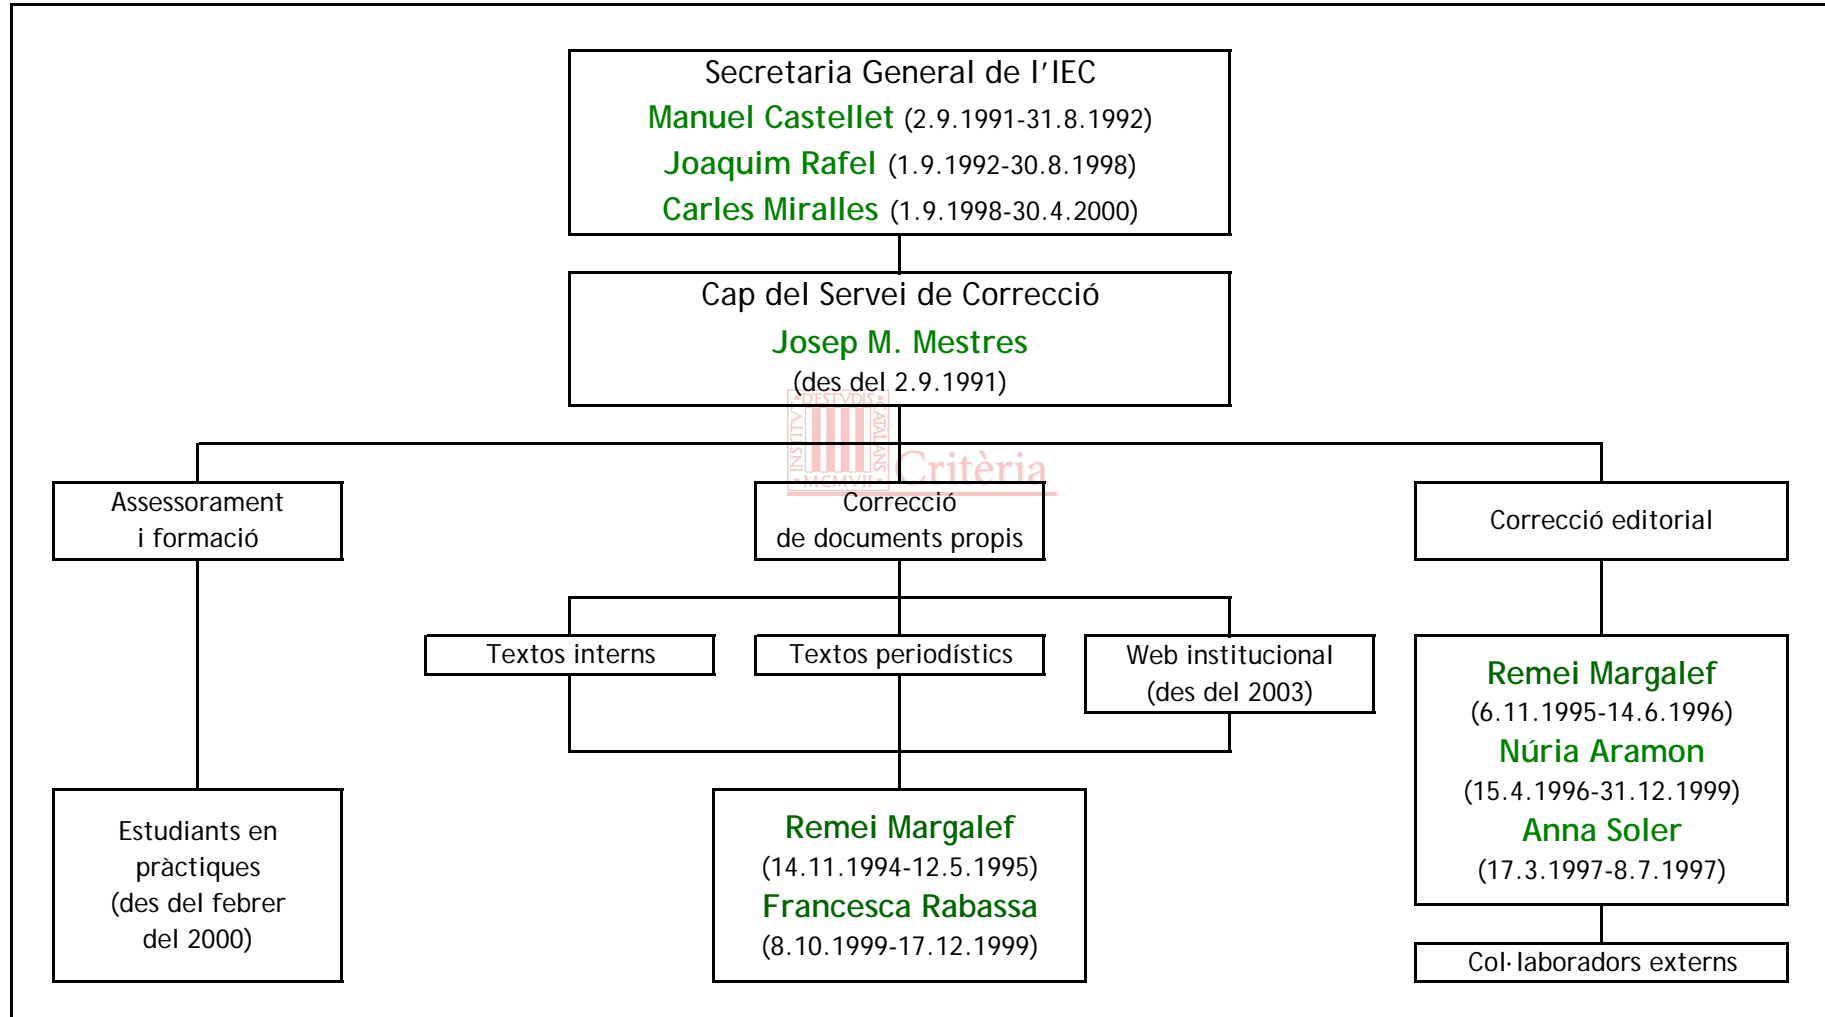 Secretaria General de l'IEC
Manuel Castellet (2.9.1991-31.8.1992)
Joaquim Rafel (1.9.1992-30.8.1998)
Carles Miralles (1.9.1998-30.4.2000)
Cap del Servei de Correcció
Josep M. Mestres
(des del 2.9.1991)
INSTITVT
D'ESTVDIS
CATALANS
MCMVII
Critèria
Assessorament
i formació
Correcció
de documents propis
Correcció editorial
Textos interns
Textos periodístics
Web institucional
(des del 2003)
Remei Margalef
(6.11.1995-14.6.1996)
Núria Aramon
(15.4.1996-31.12.1999)
Anna Soler
(17.3.1997-8.7.1997)
Estudiants en
pràctiques
(des del febrer
del 2000)
Remei Margalef
(14.11.1994-12.5.1995)
Francesca Rabassa
(8.10.1999-17.12.1999)
Col·laboradors externs